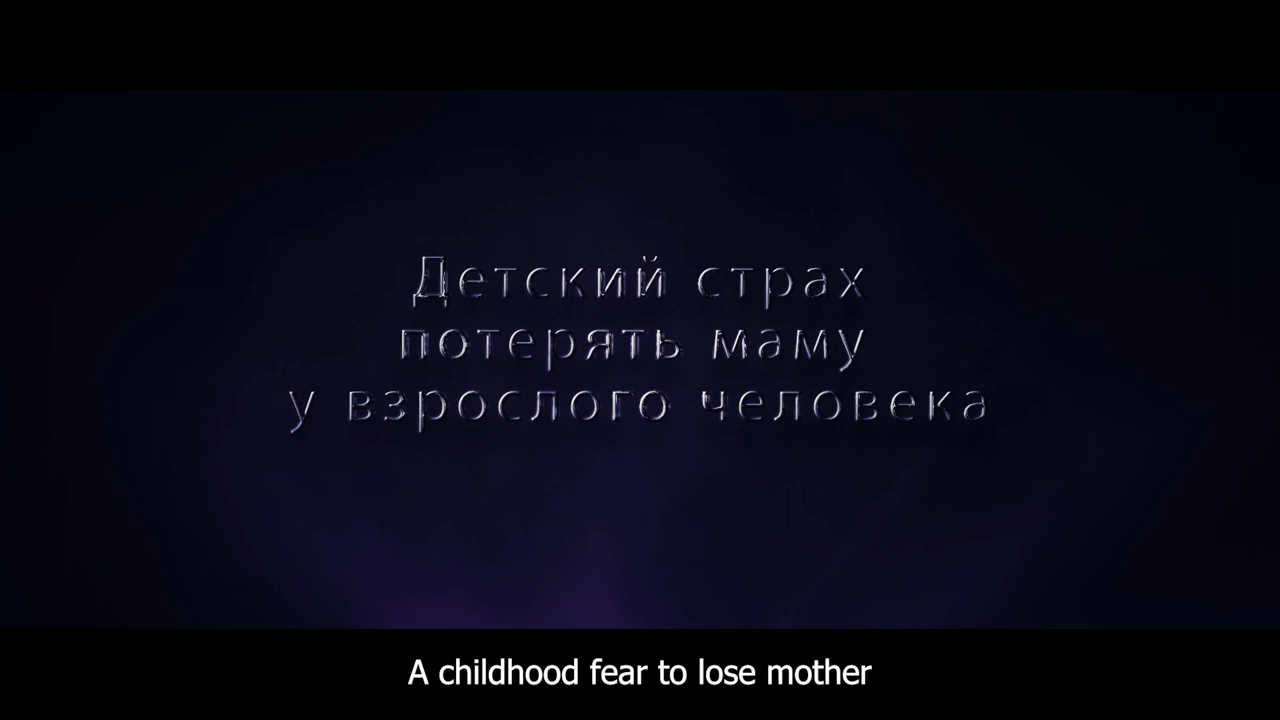 Детский страх
потерять маму
у взрослого человека
A childhood fear to lose mother